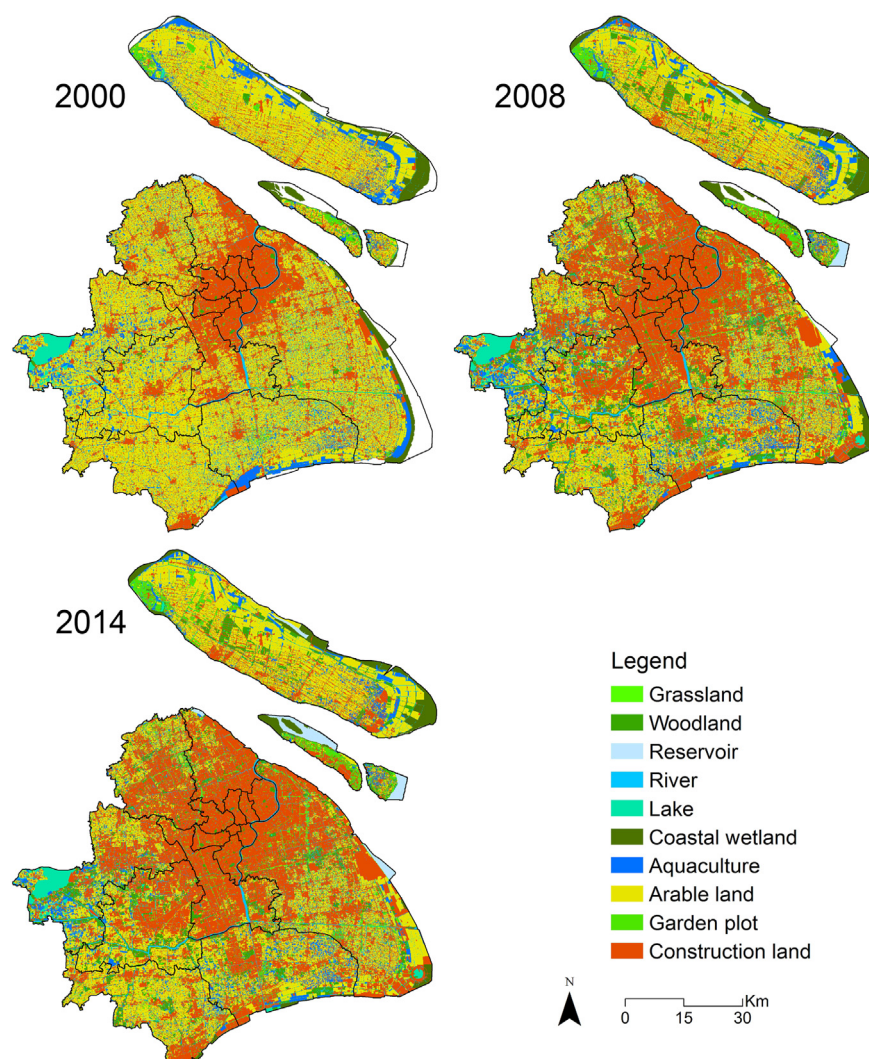 2000
2008
2014
Legend
Grassland
Woodland
Reservoir
River
Lake
Coastal wetland
Aquaculture
Arable land
Garden plot
Construction land
N
Km
0 15 30